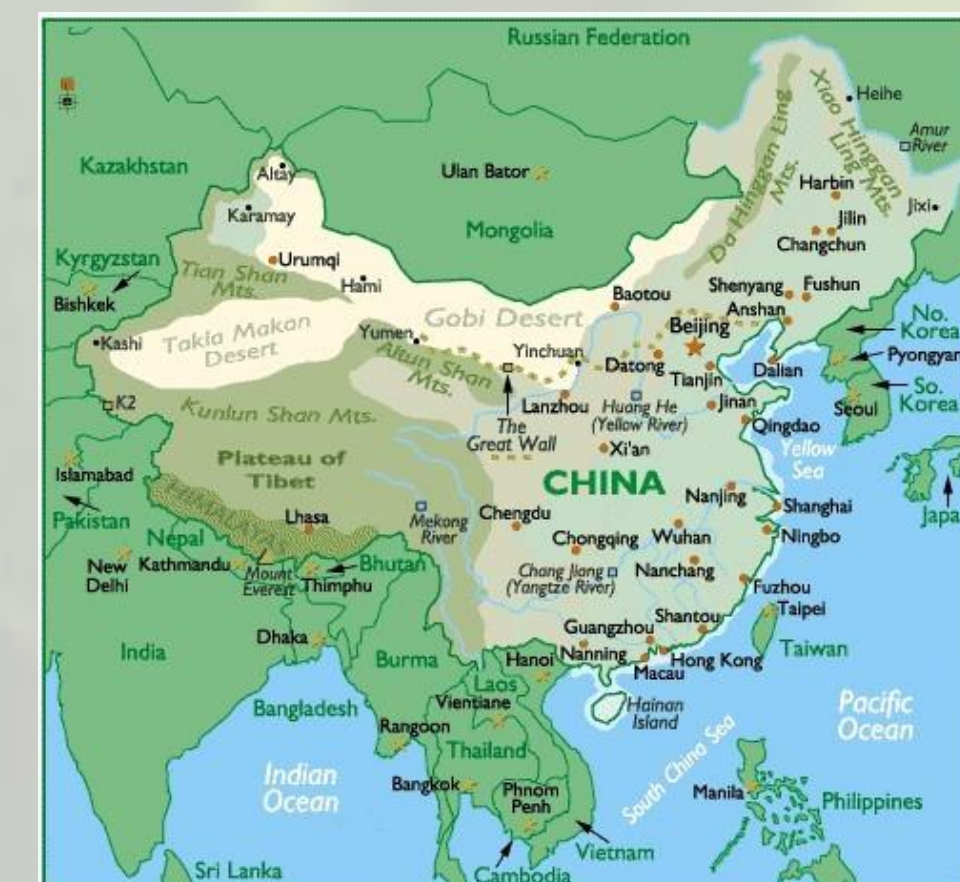 Russian Federation
Heihe
Xiao Hinggan
Ling Mts.
Amur
River
Da Hinggan Ling
Mts.
Kazakhstan
Altay
Ulan Bator
Harbin
Karamay
Jixi
Jilin
Mongolia
Changchun
Kyrgyzstan
Urumqi
Tian Shan
Mts.
Hami
Bishkek
Baotou
Shenyang
Fushun
Anshan
No.
Korea
Gobi Desert
Beijing
Takla Makan
Desert
Yumen
Kashi
Altun Shan
Mts.
Yinchuan
Datong
Pyongyan
Dalian
Tianjin
So.
Korea
K2
Kunlun Shan Mts.
Lanzhou
Huang He
(Yellow River)
Jinan
Seoul
The
Great Wall
Qingdao
Xi'an
Yellow
Sea
Plateau of
Tibet
Islamabad
CHINA
Nanjing
Shanghai
Japa
Pakistan
HIMALAYAN
Lhasa
Mekong
River
Chengdu
Nepal
Chongqing
Wuhan
Ningbo
New
Delhi
Kathmandu
Mount
Everest
Bhutan
Thimphu
Chang Jiang
(Yangtze River)
Nanchang
Fuzhou
Taipei
Shantou
Guangzhou
Dhaka
India
Burma
Hanoi
Nanning
Hong Kong
Macau
Taiwan
Laos
Vientiane
Hainan
Island
Bangladesh
Rangoon
Pacific
Ocean
South China Sea
Thailand
Indian
Ocean
Bangkok
Phnom
Penh
Manila
Philippines
Vietnam
Sri Lanka
Cambodia